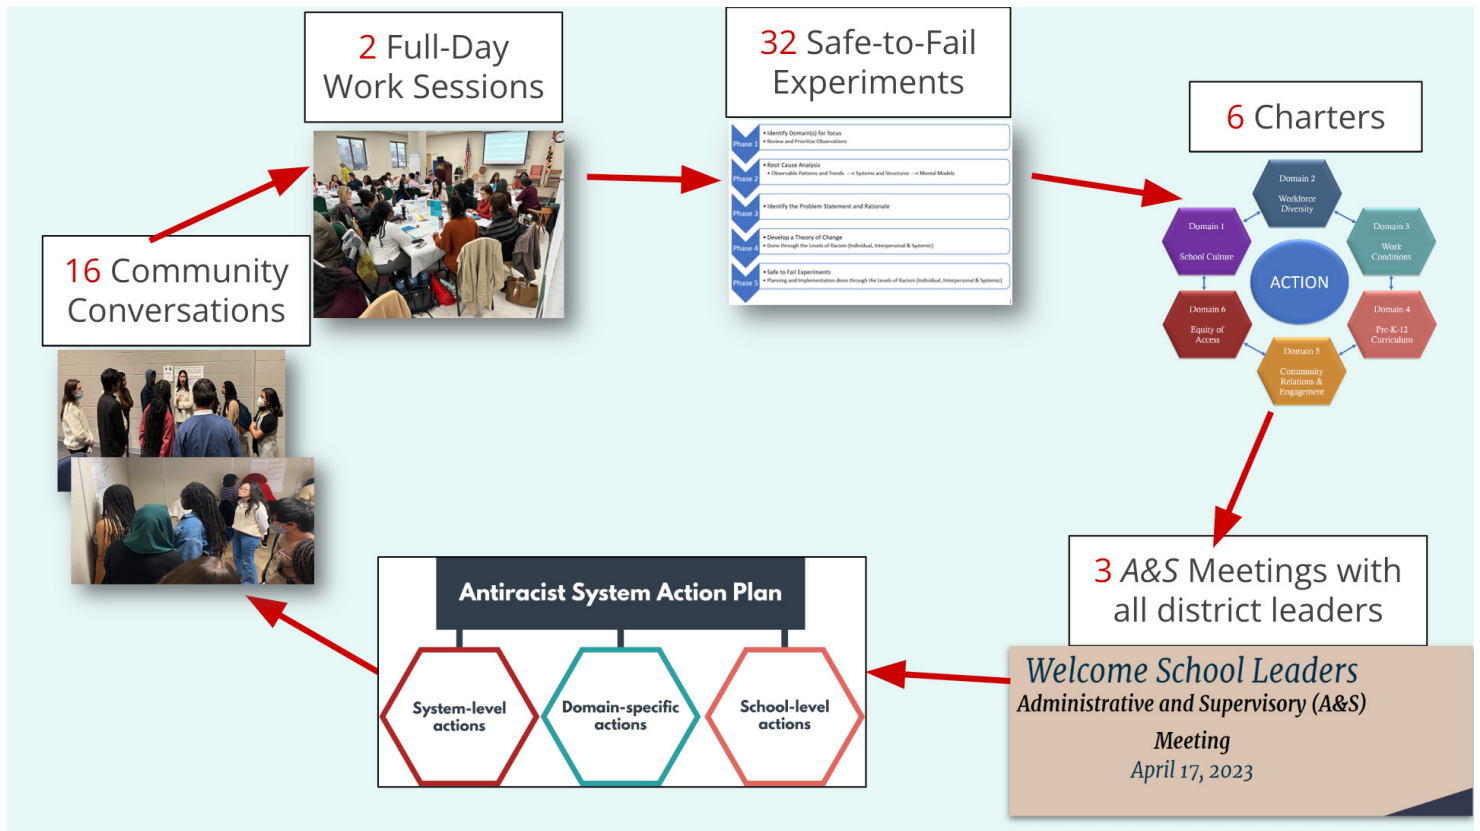 2 Full-Day
Work Sessions
32 Safe-to-Fail
Experiments
6 Charters
16 Community
Conversations
Phase 1
• Identify Domain(s) for focus
• Review and Prioritize Observations
Phase 2
• Root Cause Analysis
• Observable Patterns and Trends ---> Systems and Structures ---> Mental Models
Phase 3
• Identify the Problem Statement and Rationale
Phase 4
• Develop a Theory of Change
• Done through the Levels of Racism (Individual, Interpersonal & Systemic)
Phase 5
• Safe to Fail Experiments
• Planning and Implementation done through the Levels of Racism (Individual, Interpersonal & Systemic)
Domain 2
Workforce
Diversity
Domain 1
School Culture
Domain 3
Work
Conditions
ACTION
Domain 6
Equity of
Access
Domain 4
Pre-K-12
Curriculum
Domain 5
Community
Relations &
Engagement
3 A&S Meetings with
all district leaders
Welcome School Leaders
Administrative and Supervisory (A&S)
Meeting
April 17, 2023
Antiracist System Action Plan
System-level
actions
Domain-specific
actions
School-level
actions